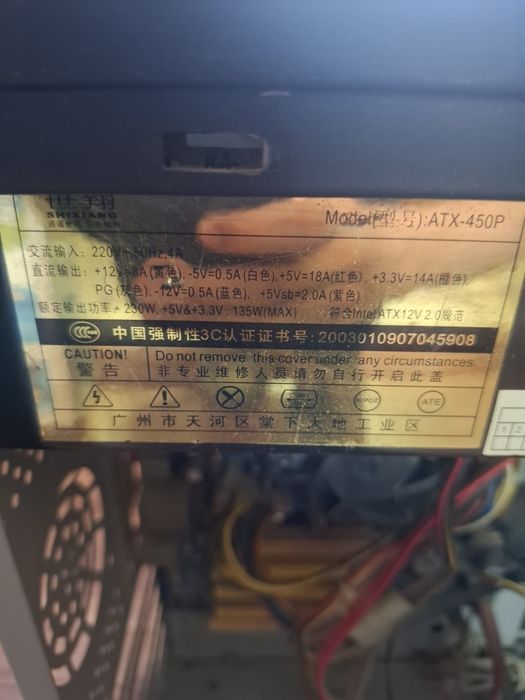 世翔
SHIXIANG
Model(型号):ATX-450P
交流输入：220V~50Hz,4A
直流输出：+12V=8A(黄色), -5V=0.5A(白色),+5V=18A(红色), +3.3V=14A(橙色),
PG(灰色), -12V=0.5A(蓝色), +5Vsb=2.0A(紫色)
额定输出功率：230W, +5V&+3.3V: 135W(MAX) 符合Intel ATX12V 2.0规范
中国强制性3C认证证书号:2003010907045908
CAUTION! Do not remove this cover under any circumstances.
警告 非专业维修人员请勿自行开启此盖
HI/POT ATE
广州市天河区棠下大地工业区
1 2